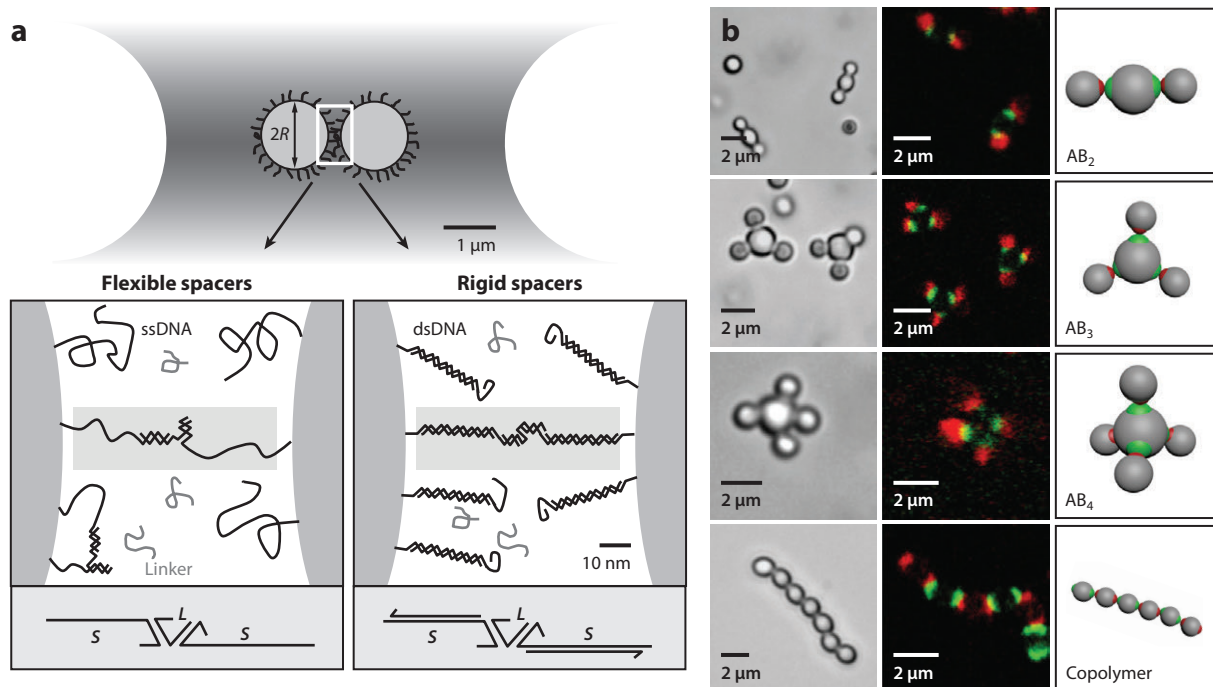 a
2R
1 µm
Flexible spacers
Rigid spacers
ssDNA
Linker
dsDNA
10 nm
S
L
S
S
L
S
b
2 µm
2 µm
AB₂
2 µm
2 µm
AB₃
2 µm
2 µm
AB₄
2 µm
2 µm
Copolymer